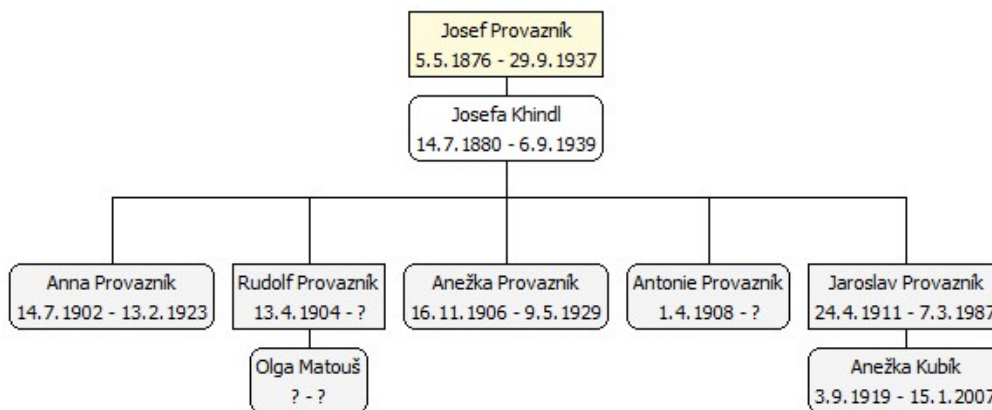 Josef Provazník
5.5.1876 - 29.9.1937
Josefa Khindl
14.7.1880 - 6.9.1939
Anna Provazník
14.7.1902 - 13.2.1923
Rudolf Provazník
13.4.1904 - ?
Anežka Provazník
16.11.1906 - 9.5.1929
Antonie Provazník
1.4.1908 - ?
Jaroslav Provazník
24.4.1911 - 7.3.1987
Olga Matouš
? - ?
Anežka Kubík
3.9.1919 - 15.1.2007